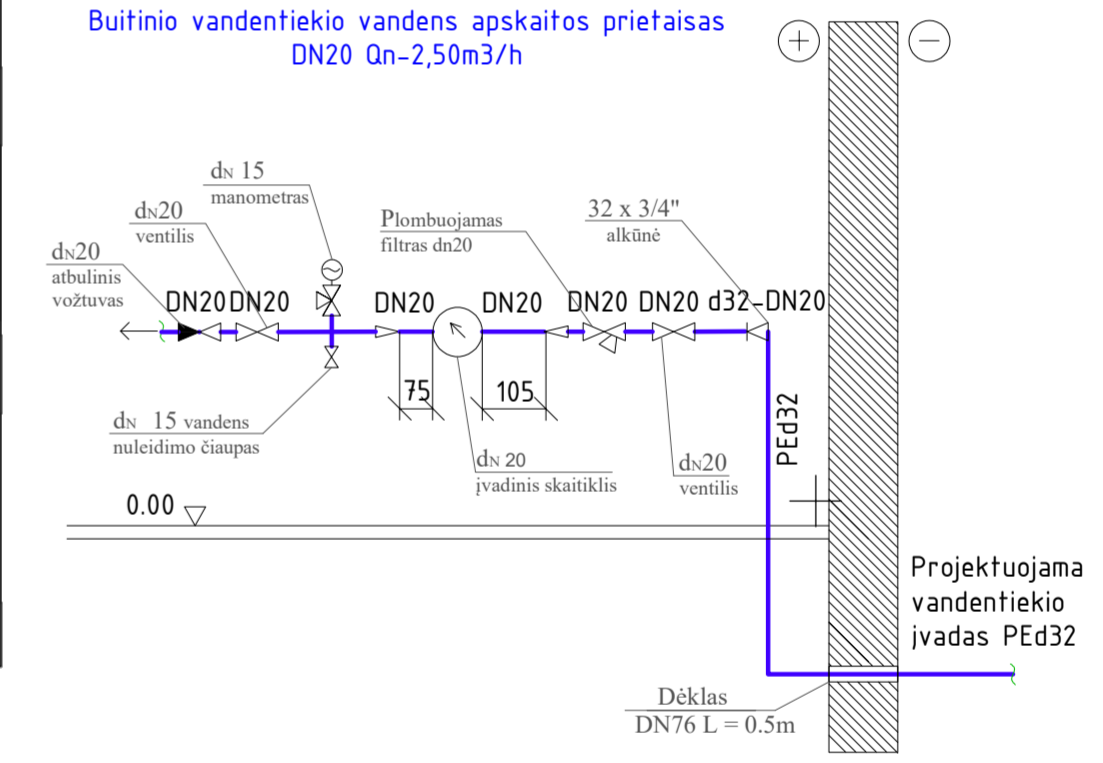 Buitinio vandentiekio vandens apskaitos prietaisas
DN20 Qn-2,50m3/h
+
−
dN 15
manometras
dN20
ventilis
dN20
atbulinis
vožtuvas
Plombuojamas
filtras dn20
32 x 3/4"
alkūnė
DN20 DN20 DN20 DN20 DN20 DN20 d32-DN20
75
105
PEd32
dN 15 vandens
nuleidimo čiaupas
dN 20
įvadinis skaitiklis
dN20
ventilis
0.00
Projektuojama
vandentiekio
įvadas PEd32
Dėklas
DN76 L = 0.5m